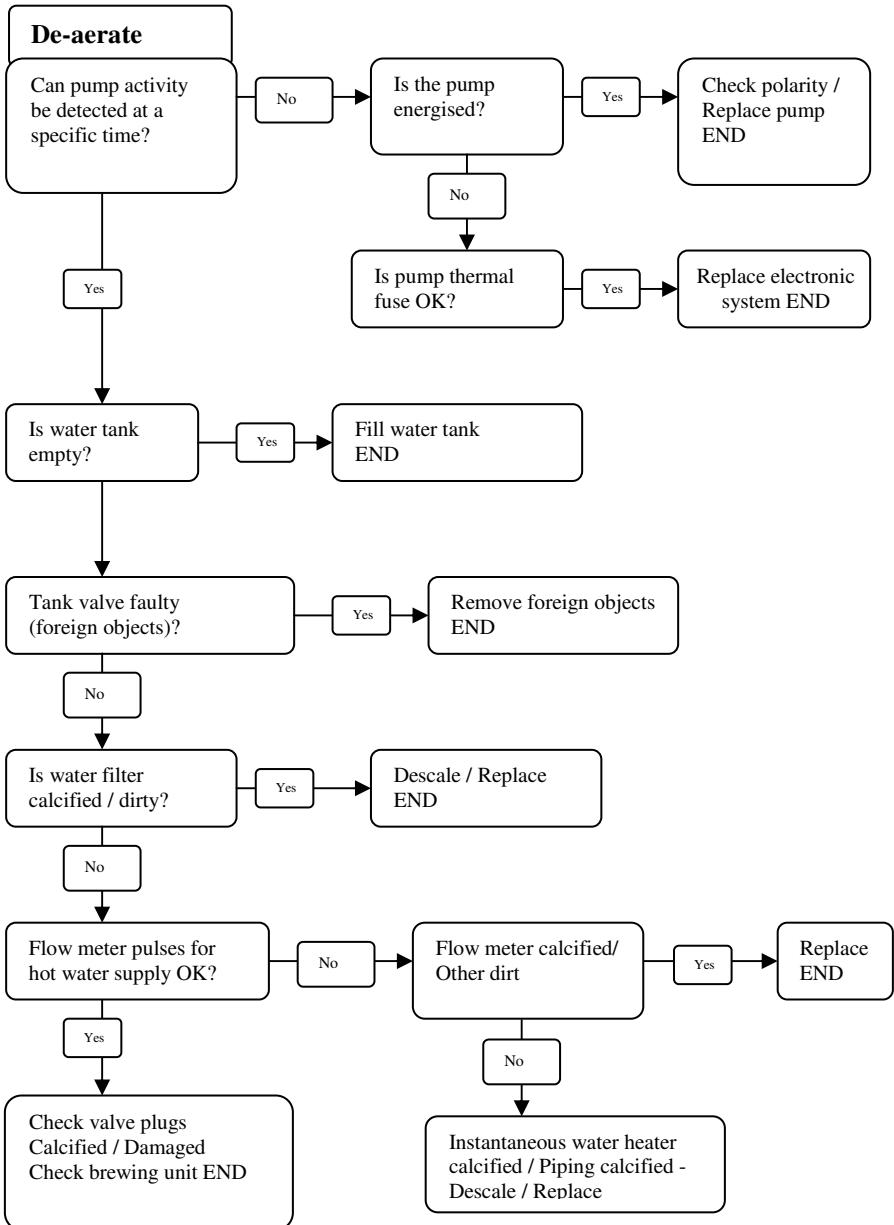 De-aerate
Can pump activity
be detected at a
specific time?
No
Is the pump
energised?
Yes
Check polarity /
Replace pump
END
No
Yes
Is pump thermal
fuse OK?
Yes
Replace electronic
system END
Is water tank
empty?
Yes
Fill water tank
END
Tank valve faulty
(foreign objects)?
Yes
Remove foreign objects
END
No
Is water filter
calcified / dirty?
Yes
Descale / Replace
END
No
Flow meter pulses for
hot water supply OK?
No
Flow meter calcified/
Other dirt
Yes
Replace
END
Yes
No
Check valve plugs
Calcified / Damaged
Check brewing unit END
Instantaneous water heater
calcified / Piping calcified -
Descale / Replace